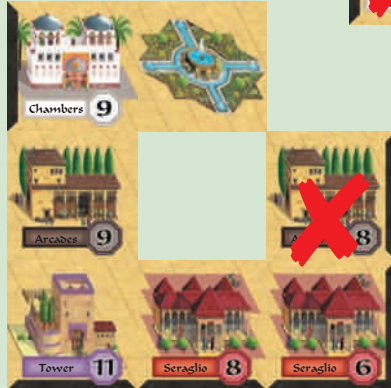 Chambers 9
Arcades 9
8
Tower 11
Seraglio 8
Seraglio 6